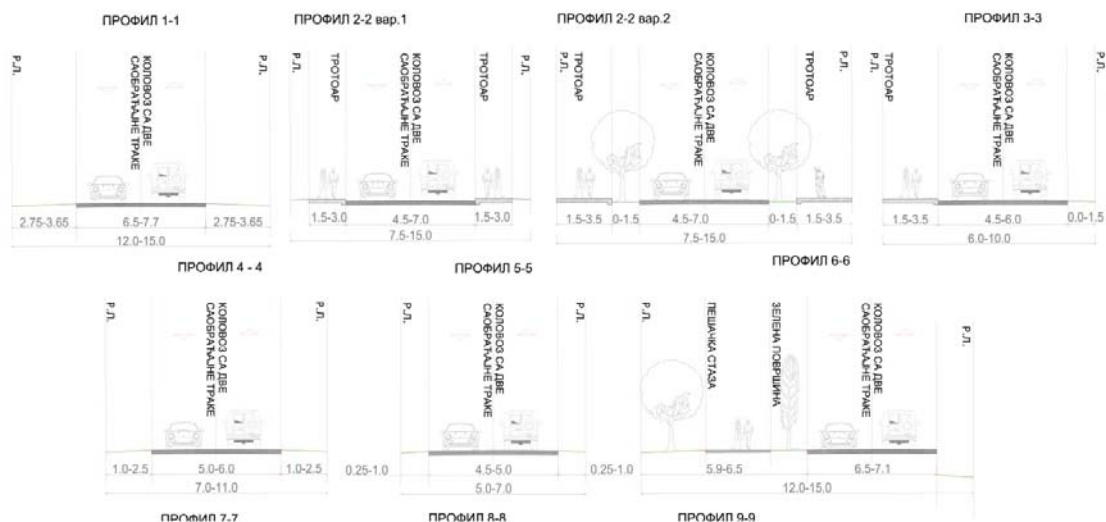 ПРОФИЛ 1-1
ПРОФИЛ 2-2 вар.1
ПРОФИЛ 2-2 вар.2
ПРОФИЛ 3-3
Р.Л.
КОЛОВОЗ СА ДВЕ
САОБРАЋАЈНЕ ТРАКЕ
Р.Л.
Р.Л.
ТРОТОАР
КОЛОВОЗ СА ДВЕ
САОБРАЋАЈНЕ ТРАКЕ
ТРОТОАР
Р.Л.
Р.Л.
ТРОТОАР
КОЛОВОЗ СА ДВЕ
САОБРАЋАЈНЕ ТРАКЕ
ТРОТОАР
Р.Л.
Р.Л.
ТРОТОАР
КОЛОВОЗ СА ДВЕ
САОБРАЋАЈНЕ ТРАКЕ
Р.Л.
2.75-3.65 6.5-7.7 2.75-3.65
12.0-15.0
1.5-3.0 4.5-7.0 1.5-3.0
7.5-15.0
1.5-3.5 0-1.5 4.5-7.0 0-1.5 1.5-3.5
7.5-15.0
1.5-3.5 4.5-6.0 0.0-1.5
6.0-10.0
ПРОФИЛ 4 - 4
ПРОФИЛ 5-5
ПРОФИЛ 6-6
Р.Л.
КОЛОВОЗ СА ДВЕ
САОБРАЋАЈНЕ ТРАКЕ
Р.Л.
Р.Л.
КОЛОВОЗ СА ДВЕ
САОБРАЋАЈНЕ ТРАКЕ
Р.Л.
Р.Л.
ПЕШАЧКА СТАЗА
ЗЕЛЕНА ПОВРШИНА
КОЛОВОЗ СА ДВЕ
САОБРАЋАЈНЕ ТРАКЕ
Р.Л.
1.0-2.5 5.0-6.0 1.0-2.5
7.0-11.0
0.25-1.0 4.5-5.0 0.25-1.0
5.0-7.0
5.9-6.5 6.5-7.1
12.0-15.0
ПРОФИЛ 7-7
ПРОФИЛ 8-8
ПРОФИЛ 9-9